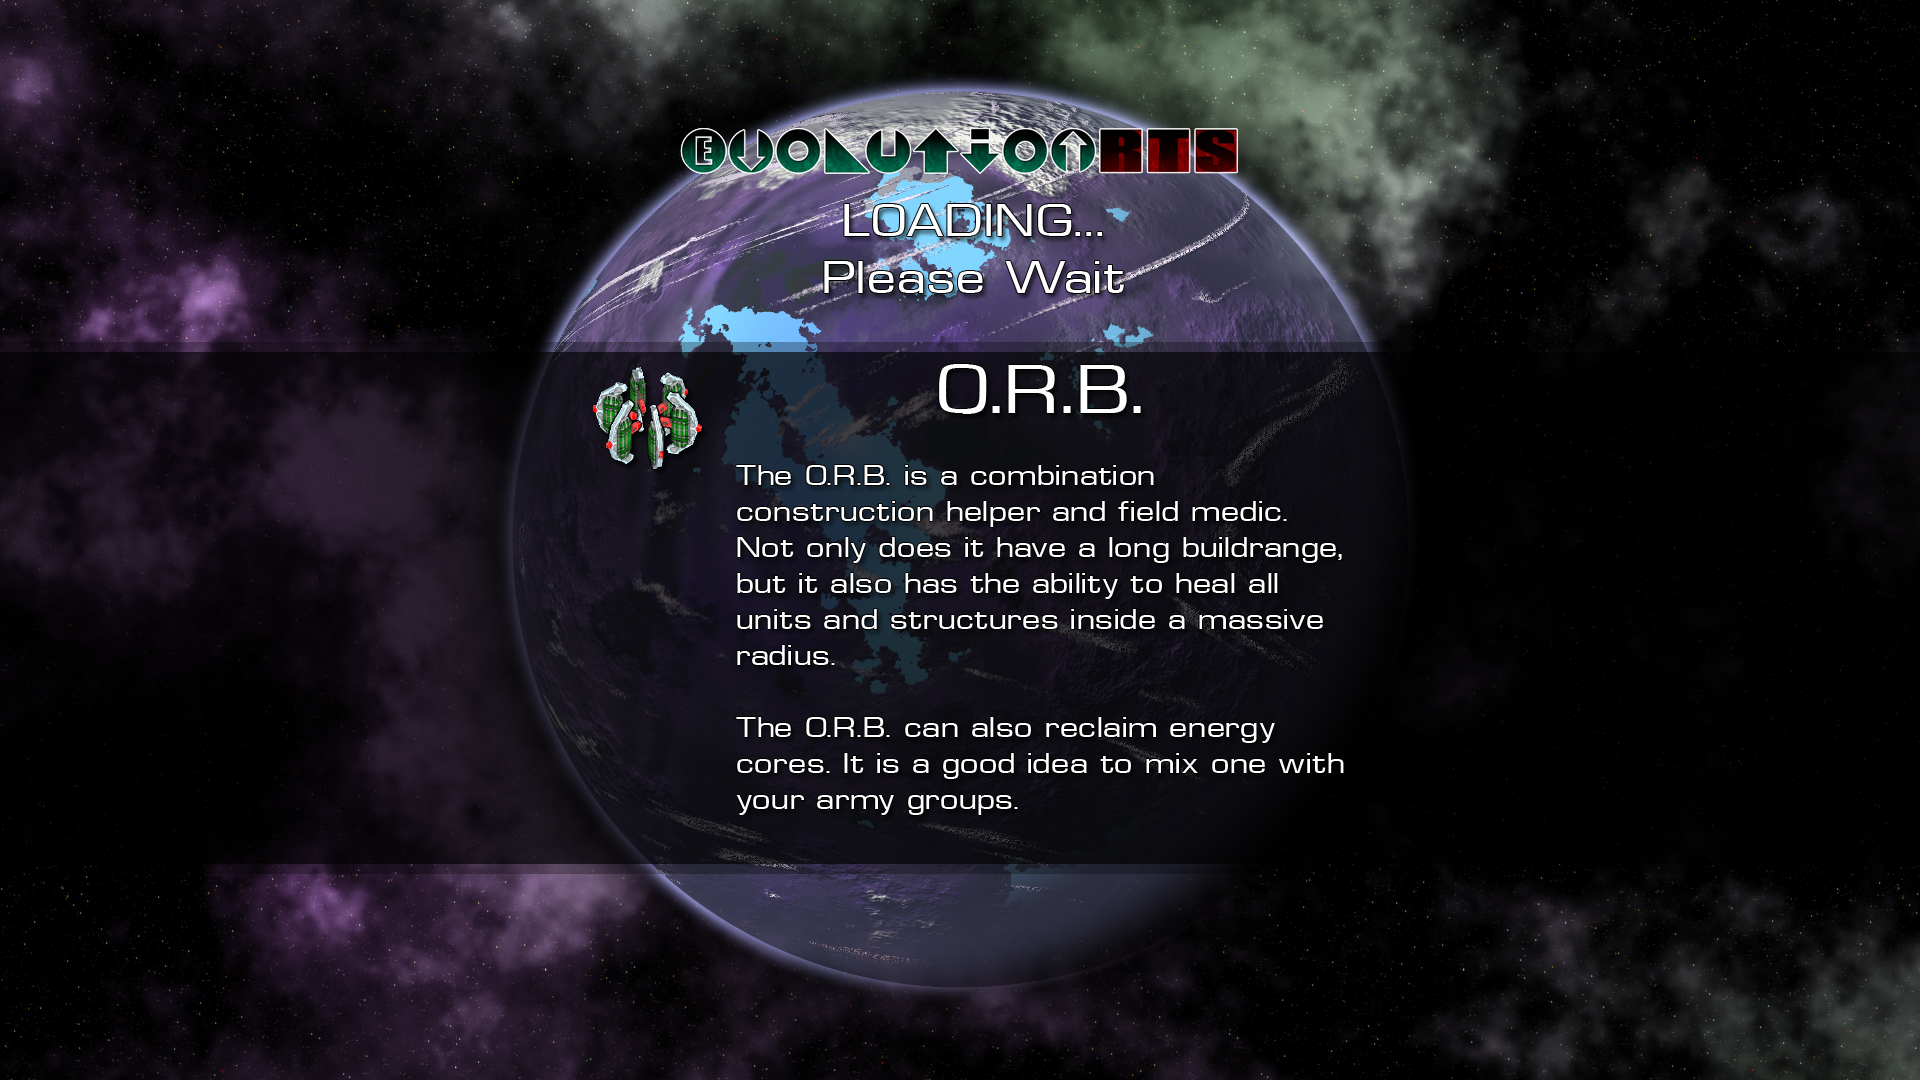 EVOLUTION RTS
LOADING...
Please Wait
O.R.B.
The O.R.B. is a combination
construction helper and field medic.
Not only does it have a long buildrange,
but it also has the ability to heal all
units and structures inside a massive
radius.
The O.R.B. can also reclaim energy
cores. It is a good idea to mix one with
your army groups.